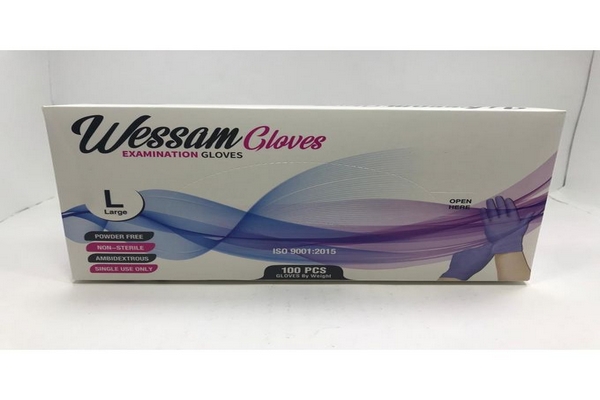 Wessam Gloves
EXAMINATION GLOVES
L
Large
POWDER FREE
NON-STERILE
AMBIDEXTROUS
SINGLE USE ONLY
OPEN
HERE
ISO 9001:2015
100 PCS
GLOVES By Weight